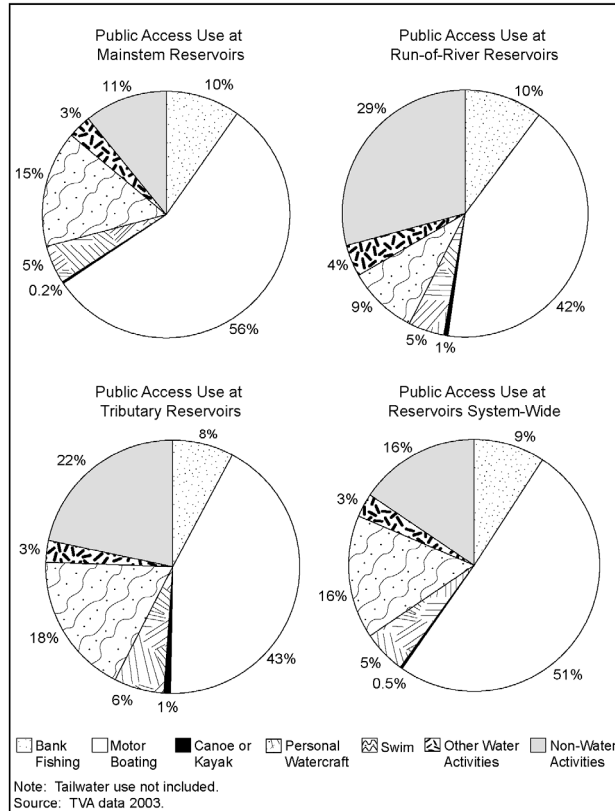 Public Access Use at
Mainstem Reservoirs
11%
10%
3%
15%
5%
0.2%
56%
Public Access Use at
Run-of-River Reservoirs
10%
29%
4%
9%
5%
1%
42%
Public Access Use at
Tributary Reservoirs
8%
22%
3%
18%
6%
1%
43%
Public Access Use at
Reservoirs System-Wide
9%
16%
3%
16%
5%
0.5%
51%
Bank
Fishing
Motor
Boating
Canoe or
Kayak
Personal
Watercraft
Swim
Other Water
Activities
Non-Water
Activities
Note: Tailwater use not included.
Source: TVA data 2003.